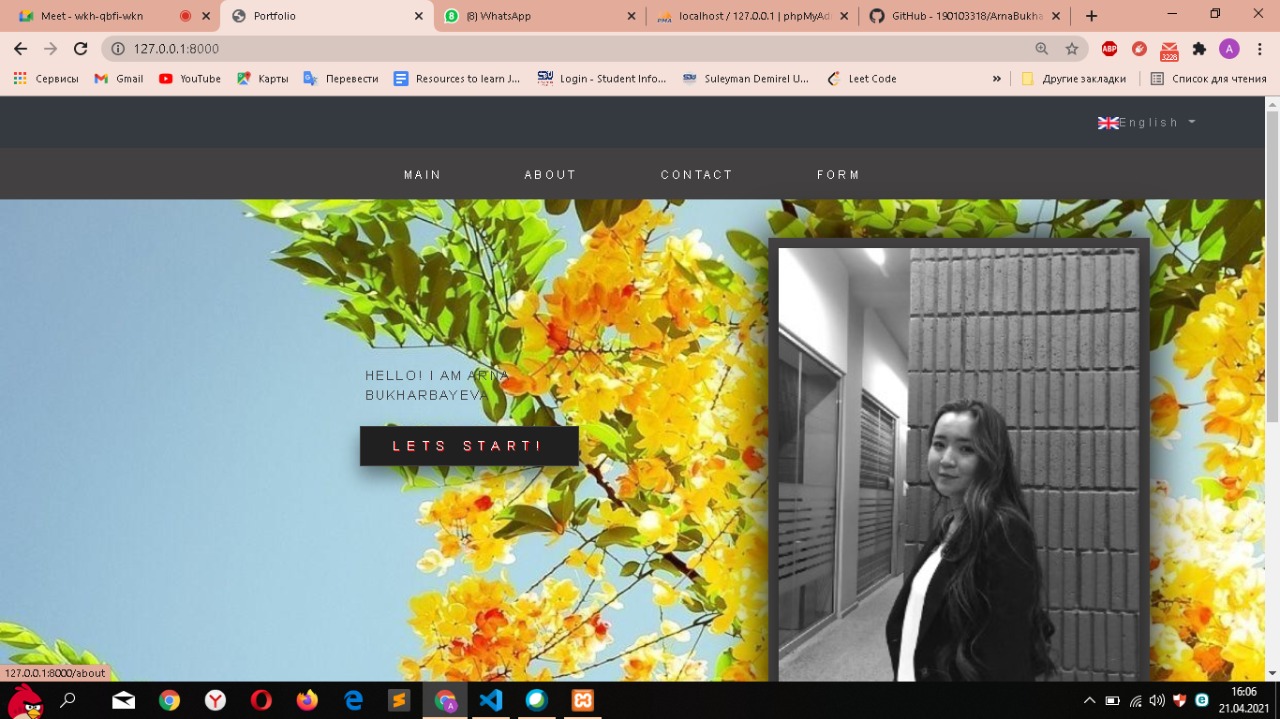 Meet - wkh-qbfi-wkn
Portfolio
(8) WhatsApp
localhost / 127.0.0.1 | phpMyAd
GitHub - 190103318/ArnaBukha
127.0.0.1:8000
ABP
3226
A
Сервисы
Gmail
YouTube
Карты
Перевести
Resources to learn J...
Login - Student Info...
Suleyman Demirel U...
Leet Code
»
Другие закладки
Список для чтения
English
MAIN
ABOUT
CONTACT
FORM
HELLO! I AM ARNA
BUKHARBAYEVA
LETS START!
127.0.0.1:8000/about
16:06
21.04.2021